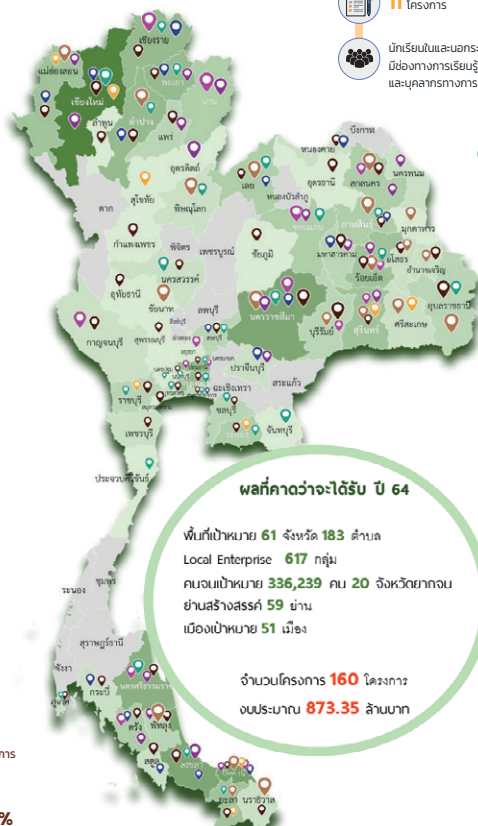 11 โครงการ
นักเรียนในและนอกระ
มีช่องทางการเรียนรู้
และบุคลากรทางการ
เชียงราย
แม่ฮ่องสอน
พะเยา
เชียงใหม่
น่าน
ลำพูน
ลำปาง
แพร่
อุตรดิตถ์
บึงกาฬ
หนองคาย
เลย
อุดรธานี
สกลนคร
นครพนม
หนองบัวลำภู
ตาก
สุโขทัย
พิษณุโลก
ขอนแก่น
กาฬสินธุ์
มุกดาหาร
กำแพงเพชร
พิจิตร
เพชรบูรณ์
ชัยภูมิ
มหาสารคาม
ยโสธร
ร้อยเอ็ด
อำนาจเจริญ
อุทัยธานี
นครสวรรค์
ชัยนาท
ลพบุรี
นครราชสีมา
บุรีรัมย์
สุรินทร์
ศรีสะเกษ
อุบลราชธานี
กาญจนบุรี
สุพรรณบุรี
สิงห์บุรี
ปราจีนบุรี
สระแก้ว
ฉะเชิงเทรา
ราชบุรี
ชลบุรี
จันทบุรี
เพชรบุรี
ประจวบคีรีขันธ์
ผลที่คาดว่าจะได้รับ ปี 64
พื้นที่เป้าหมาย 61 จังหวัด 183 ตำบล
Local Enterprise 617 กลุ่ม
คนจนเป้าหมาย 336,239 คน 20 จังหวัดยากจน
ย่านสร้างสรรค์ 59 ย่าน
เมืองเป้าหมาย 51 เมือง
จำนวนโครงการ 160 โครงการ
งบประมาณ 873.35 ล้านบาท
ชุมพร
ระนอง
สุราษฎร์ธานี
พังงา
กระบี่
นครศรีธรรมราช
ภูเก็ต
ตรัง
พัทลุง
สตูล
สงขลา
ยะลา
นราธิวาส
การ
%